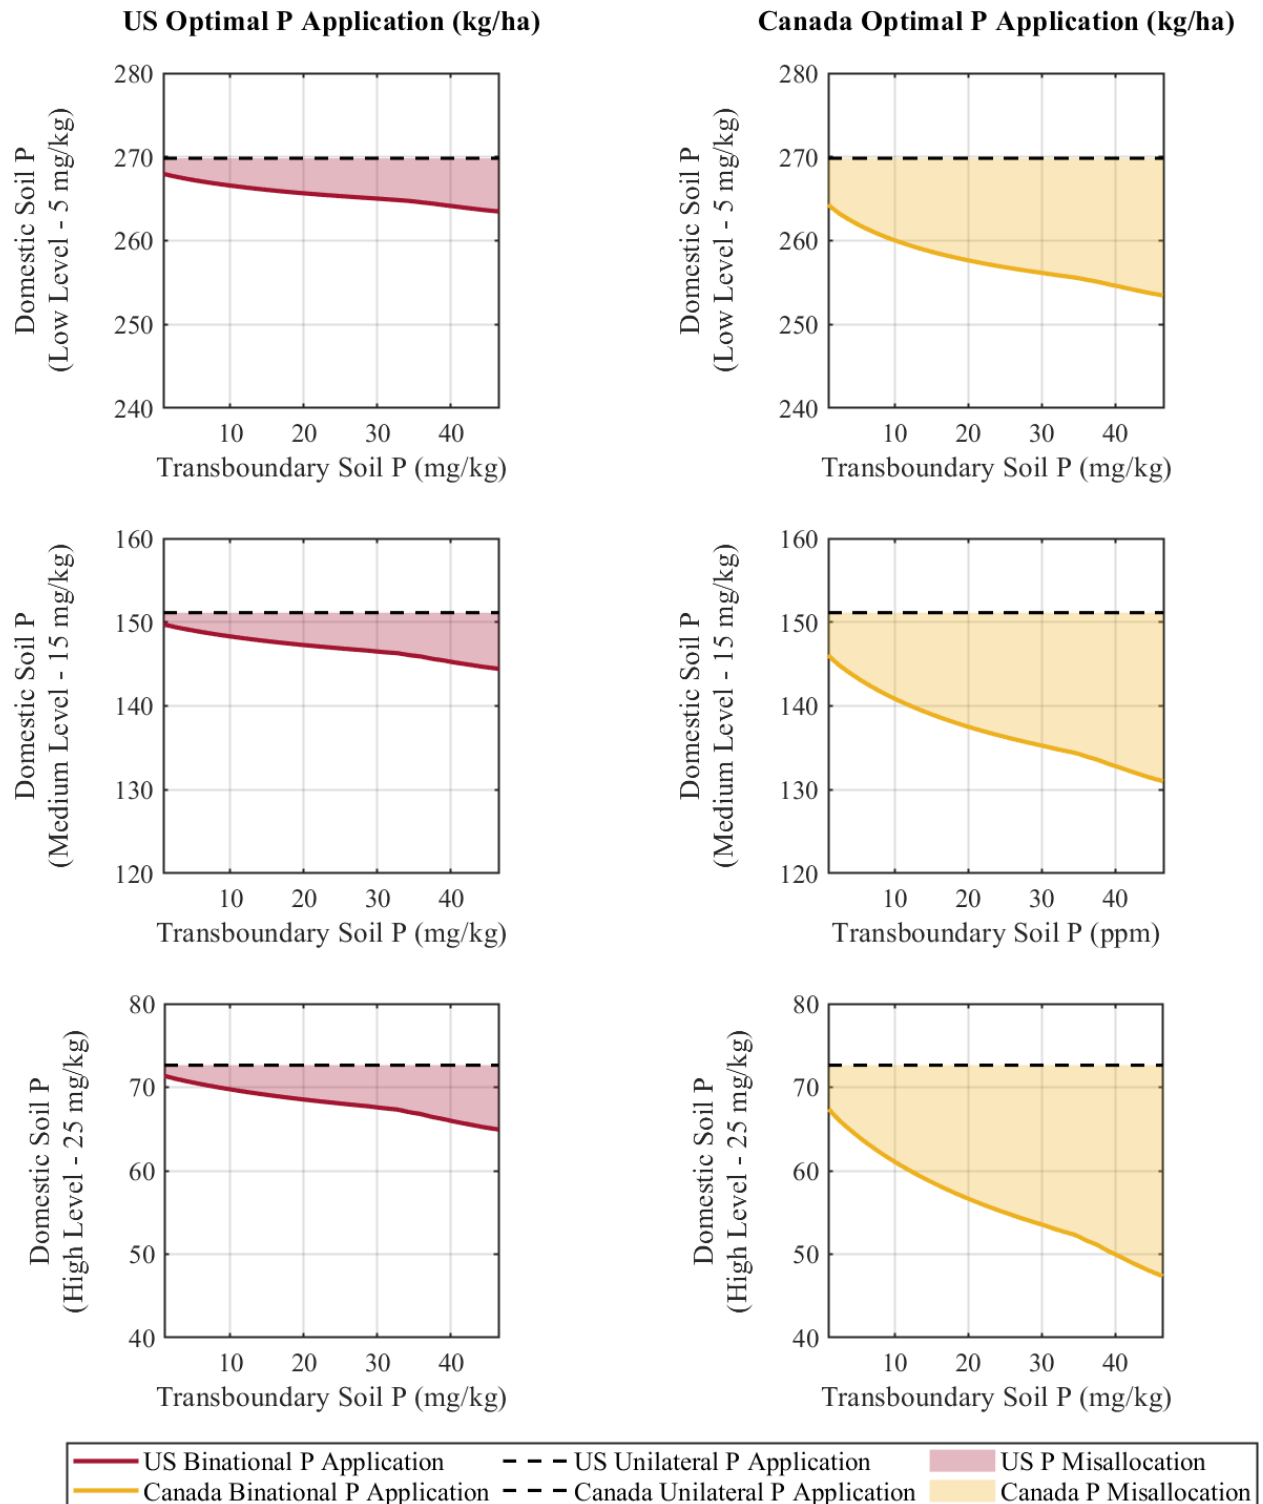 US Optimal P Application (kg/ha)
Canada Optimal P Application (kg/ha)
Domestic Soil P
(Low Level - 5 mg/kg)
280
270
260
250
240
10 20 30 40
Transboundary Soil P (mg/kg)
Domestic Soil P
(Low Level - 5 mg/kg)
280
270
260
250
240
10 20 30 40
Transboundary Soil P (mg/kg)
Domestic Soil P
(Medium Level - 15 mg/kg)
160
150
140
130
120
10 20 30 40
Transboundary Soil P (mg/kg)
Domestic Soil P
(Medium Level - 15 mg/kg)
160
150
140
130
120
10 20 30 40
Transboundary Soil P (ppm)
Domestic Soil P
(High Level - 25 mg/kg)
80
70
60
50
40
10 20 30 40
Transboundary Soil P (mg/kg)
Domestic Soil P
(High Level - 25 mg/kg)
80
70
60
50
40
10 20 30 40
Transboundary Soil P (mg/kg)
US Binational P Application
US Unilateral P Application
US P Misallocation
Canada Binational P Application
Canada Unilateral P Application
Canada P Misallocation